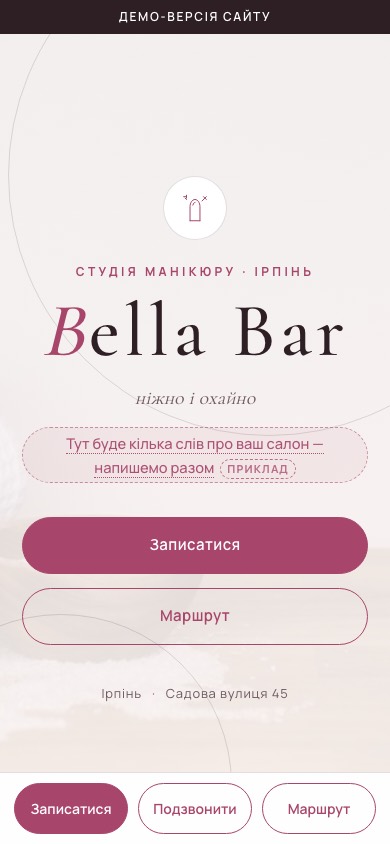 ДЕМО-ВЕРСІЯ САЙТУ
СТУДІЯ МАНІКЮРУ · ІРПІНЬ
Bella Bar
ніжно і охайно
Тут буде кілька слів про ваш салон —
напишемо разом ПРИКЛАД
Записатися
Маршрут
Ірпінь · Садова вулиця 45
Записатися Подзвонити Маршрут